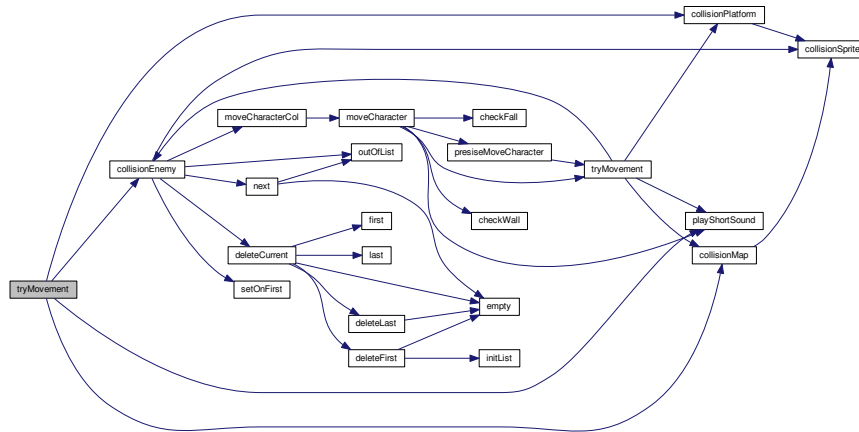 collisionPlatform
collisionSprite
moveCharacterCol
moveCharacter
checkFall
outOfList
presiseMoveCharacter
collisionEnemy
tryMovement
next
first
checkWall
playShortSound
deleteCurrent
last
collisionMap
tryMovement
setOnFirst
empty
deleteLast
deleteFirst
initList